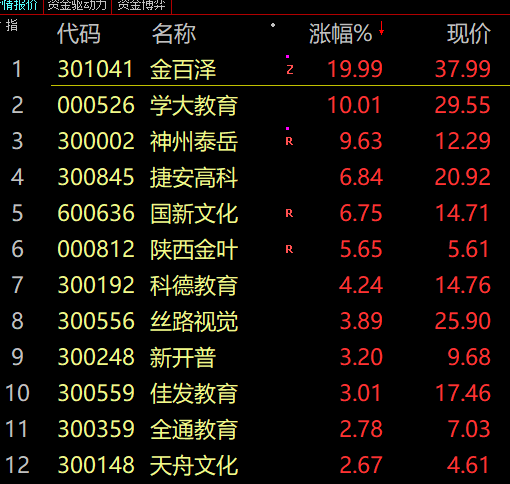 情报价 资金驱动力 资金博弈
指 代码 名称 涨幅% ↓ 现价
1 301041 金百泽 Z 19.99 37.99
2 000526 学大教育 10.01 29.55
3 300002 神州泰岳 R 9.63 12.29
4 300845 捷安高科 6.84 20.92
5 600636 国新文化 R 6.75 14.71
6 000812 陕西金叶 R 5.65 5.61
7 300192 科德教育 4.24 14.76
8 300556 丝路视觉 3.89 25.90
9 300248 新开普 3.20 9.68
10 300559 佳发教育 3.01 17.46
11 300359 全通教育 2.78 7.03
12 300148 天舟文化 2.67 4.61